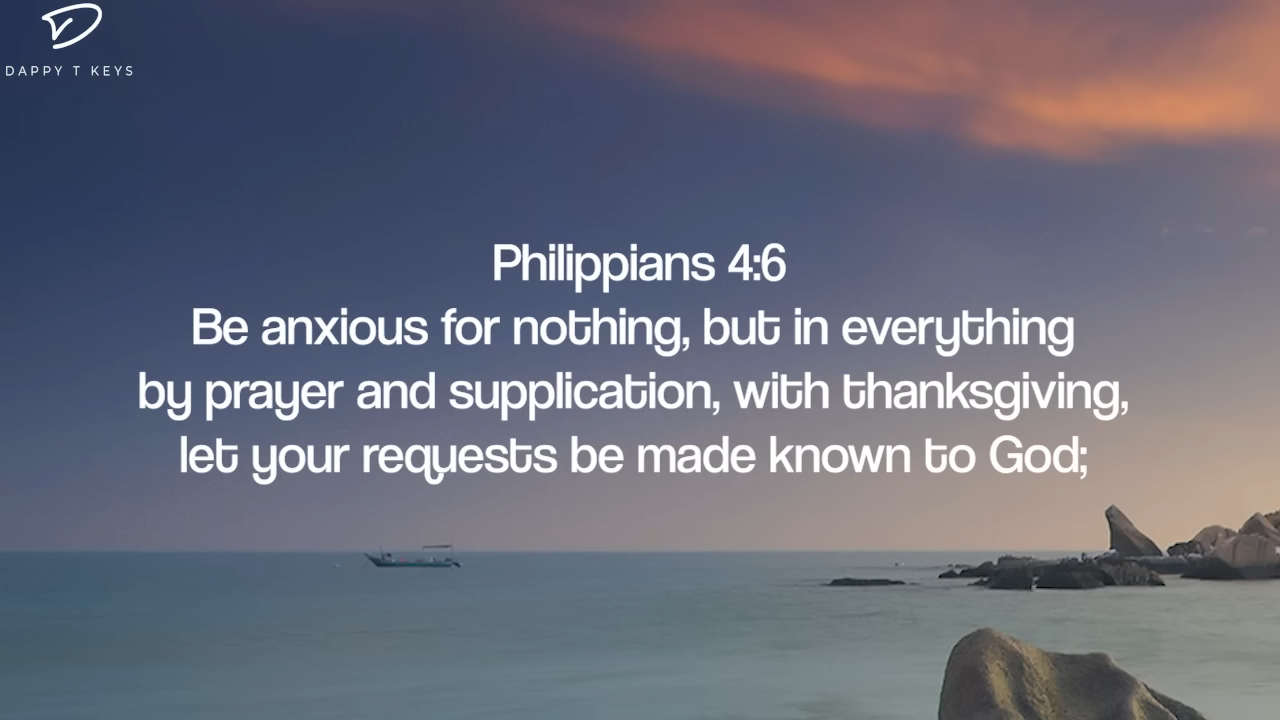 DAPPY T KEYS
Philippians 4:6
Be anxious for nothing, but in everything
by prayer and supplication, with thanksgiving,
let your requests be made known to God;